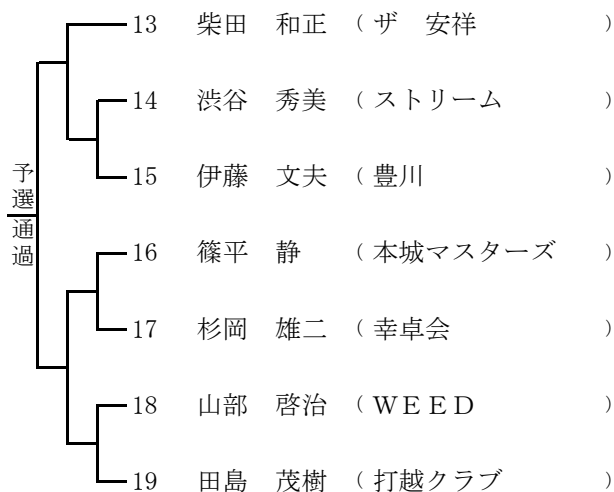 13 柴田 和正 （ ザ 安祥 ）
14 渋谷 秀美 （ ストリーム ）
15 伊藤 文夫 （ 豊川 ）
予選通過
16 篠平 静 （ 本城マスターズ ）
17 杉岡 雄二 （ 幸卓会 ）
18 山部 啓治 （ ＷＥＥＤ ）
19 田島 茂樹 （ 打越クラブ ）